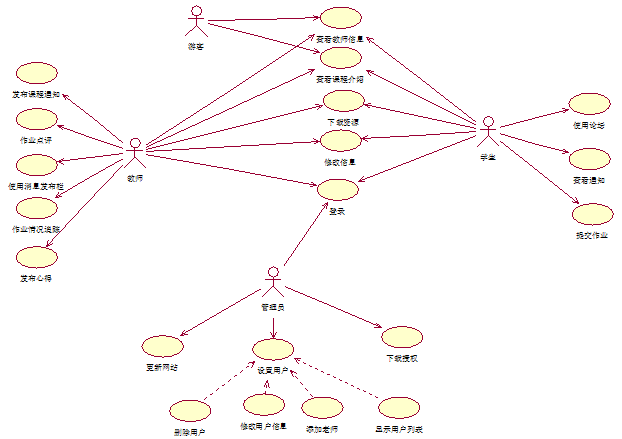 游客
查看教师信息
查看课程介绍
发布课程通知
下载资源
使用论坛
作业点评
教师
修改信息
学生
查看通知
使用消息发布栏
登录
作业情况追踪
提交作业
发布心得
管理员
更新网站
设置用户
下载授权
删除用户
修改用户信息
添加老师
显示用户列表